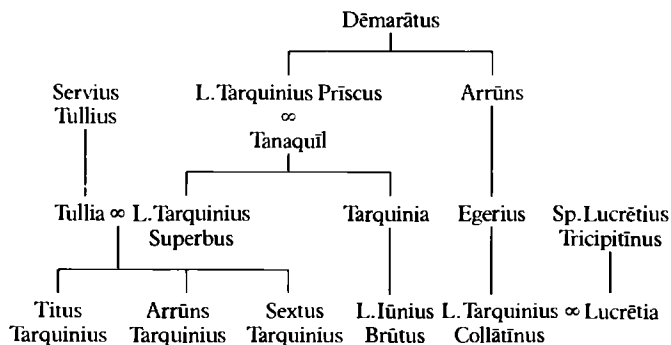 Dēmarātus
Servius L. Tarquinius Prīscus Arrūns
Tullius ∞
Tanaquīl
Tullia ∞ L. Tarquinius Tarquinia Egerius Sp. Lucrētius
Superbus Tricipitīnus
Titus Arrūns Sextus L. Iūnius L. Tarquinius ∞ Lucrētia
Tarquinius Tarquinius Tarquinius Brūtus Collātīnus